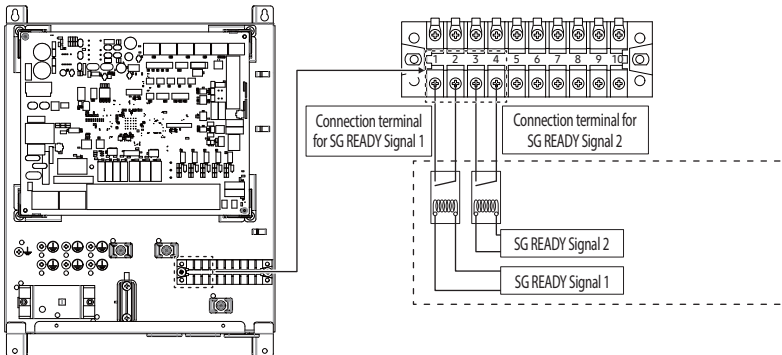 1 2 3 4 5 6 7 8 9 10
Connection terminal
for SG READY Signal 1
Connection terminal for
SG READY Signal 2
SG READY Signal 2
SG READY Signal 1